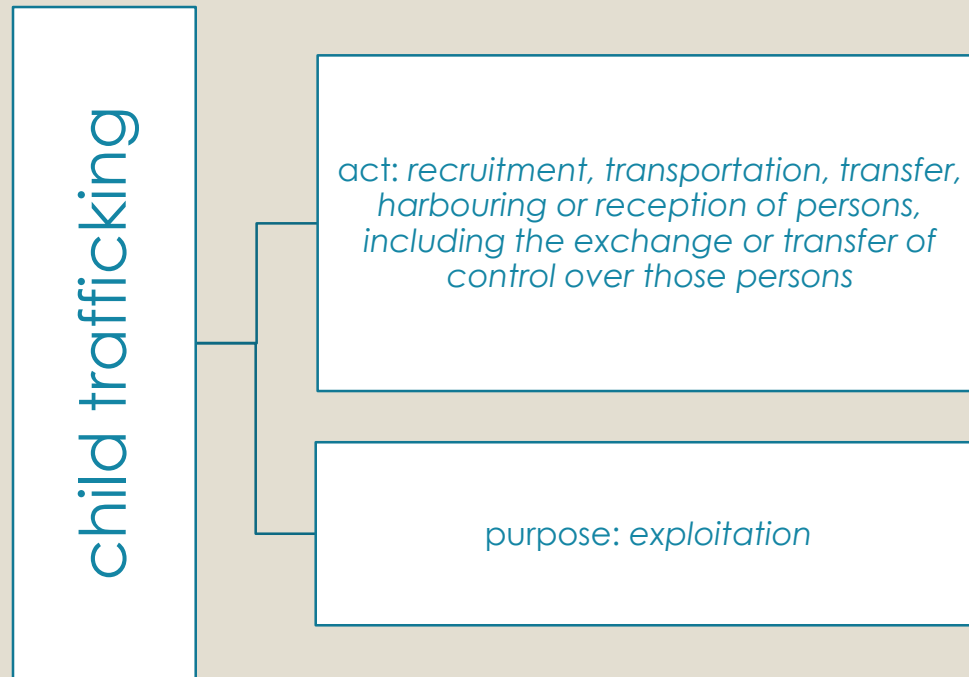 child trafficking
act: recruitment, transportation, transfer,
harbouring or reception of persons,
including the exchange or transfer of
control over those persons
purpose: exploitation